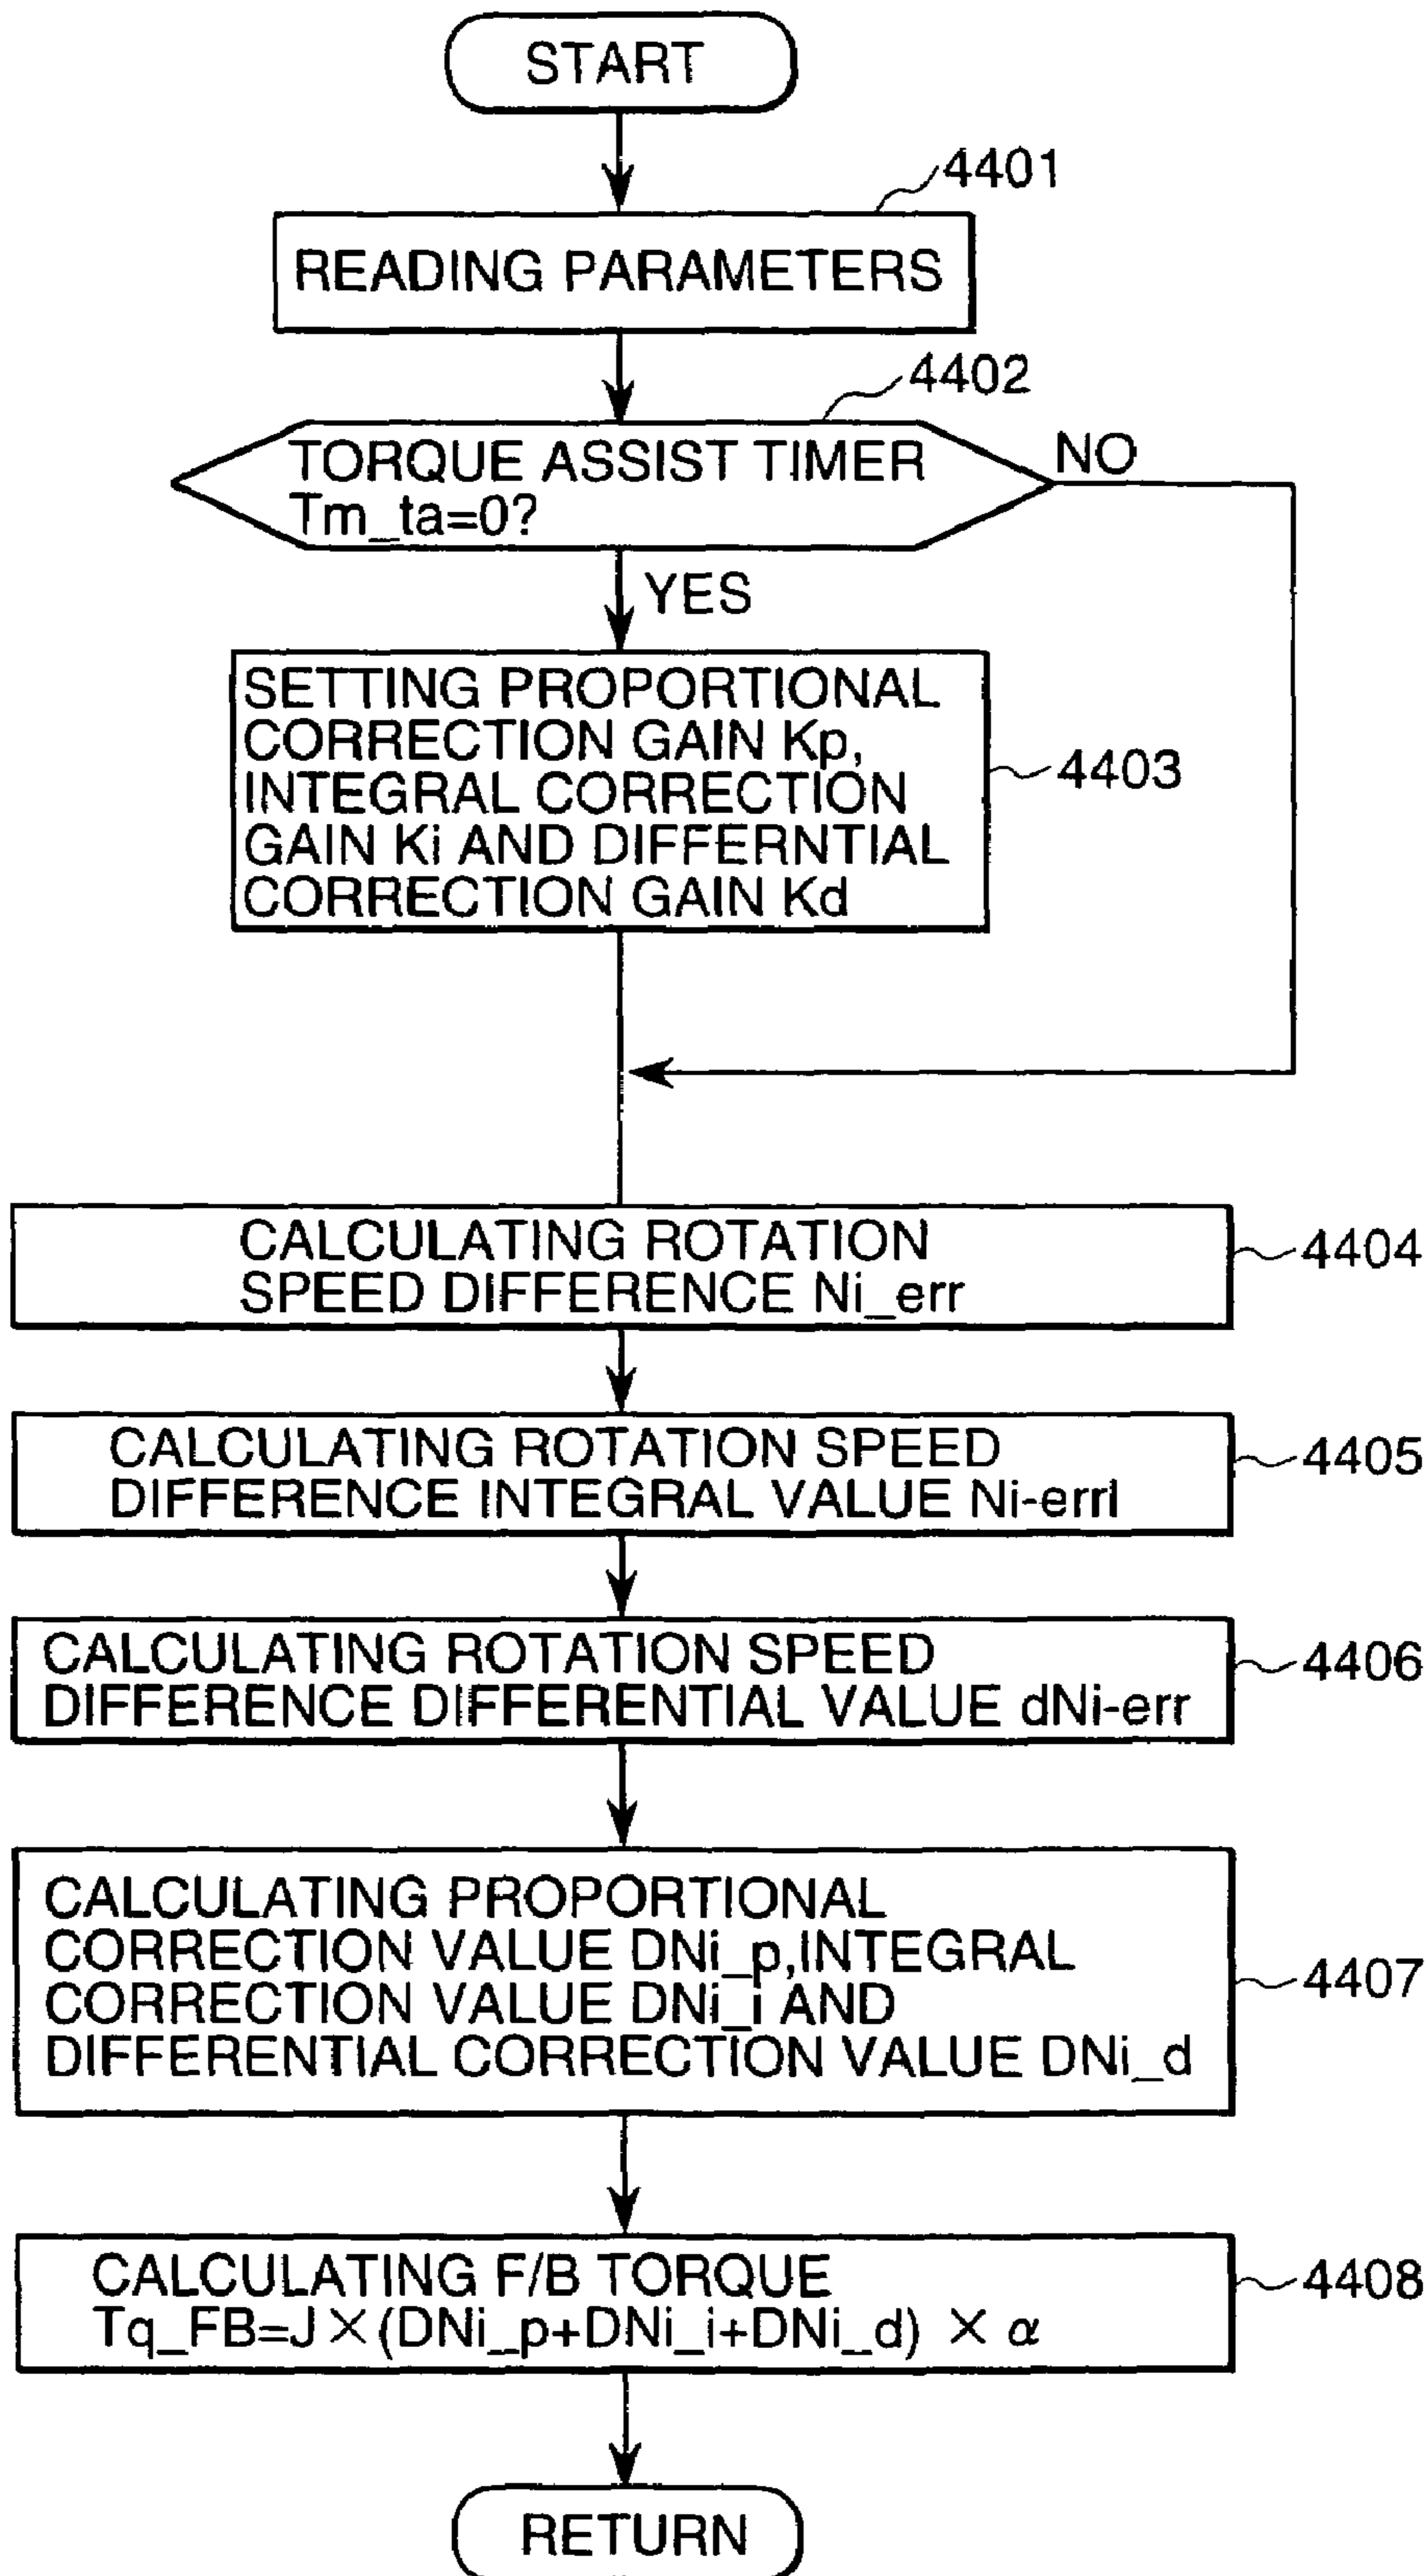 START
4401
READING PARAMETERS
4402
TORQUE ASSIST TIMER
Tm_ta=0?
NO
YES
SETTING PROPORTIONAL
CORRECTION GAIN Kp,
INTEGRAL CORRECTION
GAIN Ki AND DIFFERNTIAL
CORRECTION GAIN Kd
4403
CALCULATING ROTATION
SPEED DIFFERENCE Ni_err
4404
CALCULATING ROTATION SPEED
DIFFERENCE INTEGRAL VALUE Ni-errI
4405
CALCULATING ROTATION SPEED
DIFFERENCE DIFFERENTIAL VALUE dNi-err
4406
CALCULATING PROPORTIONAL
CORRECTION VALUE DNi_p,INTEGRAL
CORRECTION VALUE DNi_i AND
DIFFERENTIAL CORRECTION VALUE DNi_d
4407
CALCULATING F/B TORQUE
Tq_FB=J×(DNi_p+DNi_i+DNi_d) × α
4408
RETURN